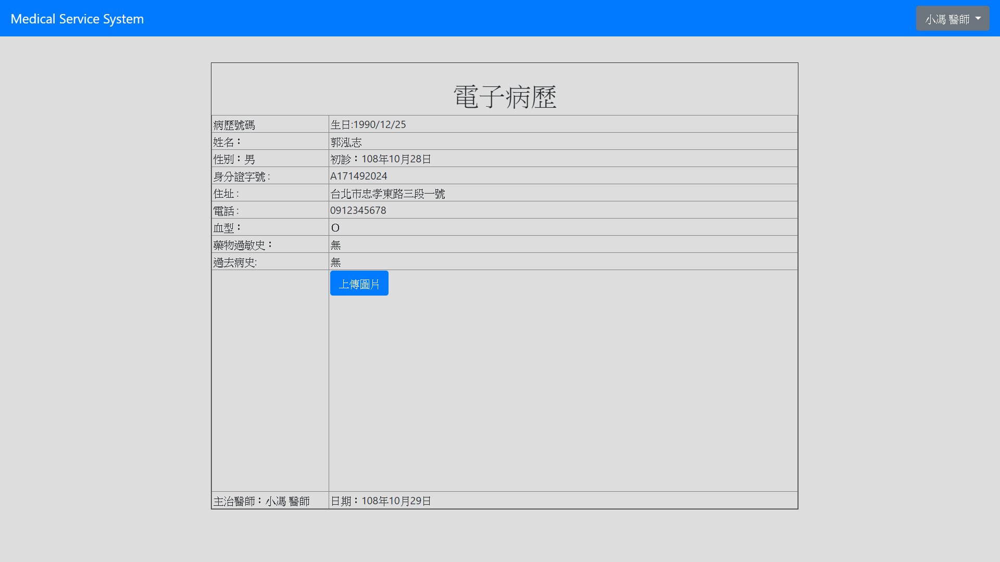 Medical Service System
小馮 醫師
電子病歷
病歷號碼 生日:1990/12/25
姓名： 郭泓志
性別：男 初診：108年10月28日
身分證字號 : A171492024
住址 : 台北市忠孝東路三段一號
電話 : 0912345678
血型： O
藥物過敏史： 無
過去病史: 無
上傳圖片
主治醫師：小馮 醫師 日期：108年10月29日